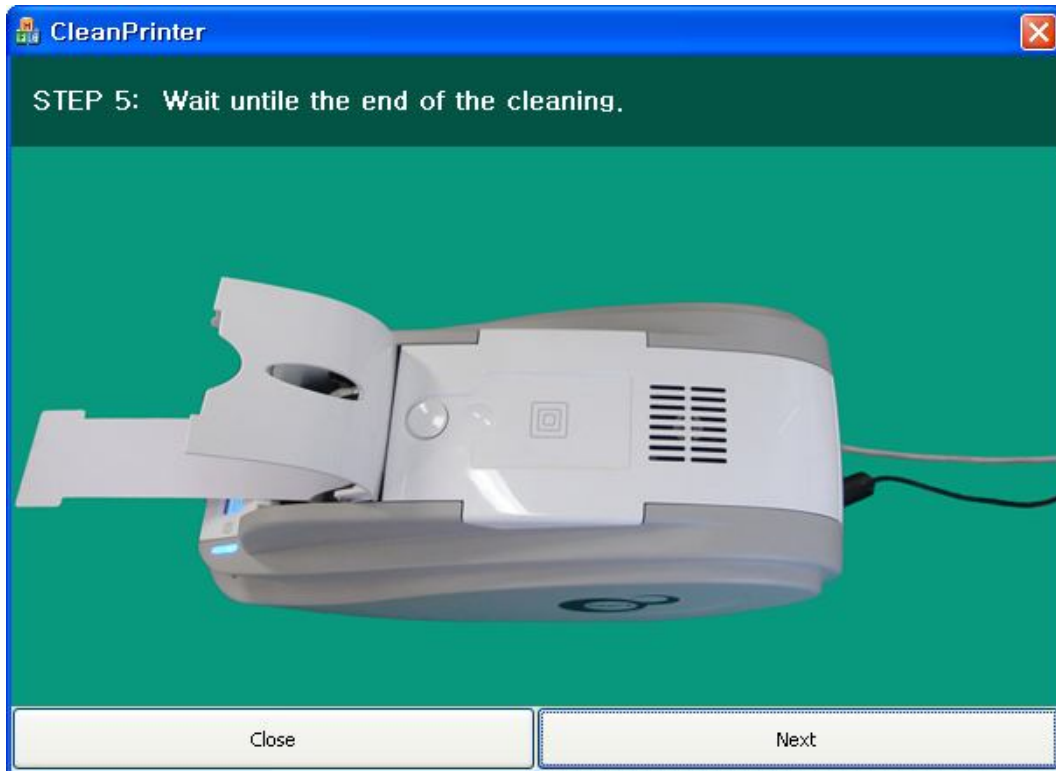 CleanPrinter
STEP 5: Wait untile the end of the cleaning.
Close
Next